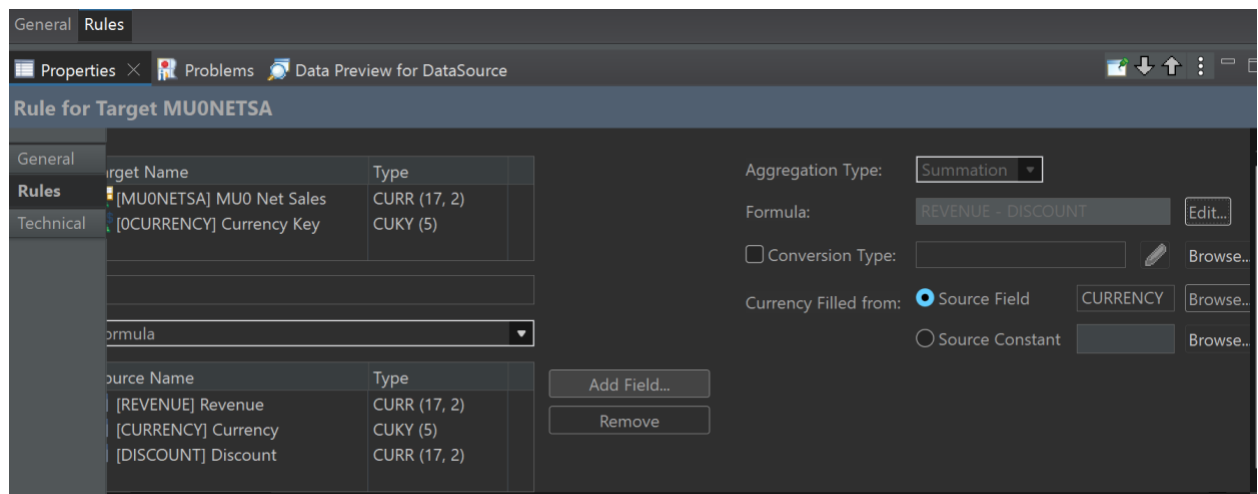 General Rules
Properties Problems Data Preview for DataSource
Rule for Target MU0NETSA
General
Rules
Technical
arget Name Type
[MU0NETSA] MU0 Net Sales CURR (17, 2)
[0CURRENCY] Currency Key CUKY (5)
ormula
ource Name Type
[REVENUE] Revenue CURR (17, 2)
[CURRENCY] Currency CUKY (5)
[DISCOUNT] Discount CURR (17, 2)
Add Field...
Remove
Aggregation Type: Summation
Formula: REVENUE - DISCOUNT Edit...
Conversion Type: Browse...
Currency Filled from: Source Field CURRENCY Browse...
Source Constant Browse...